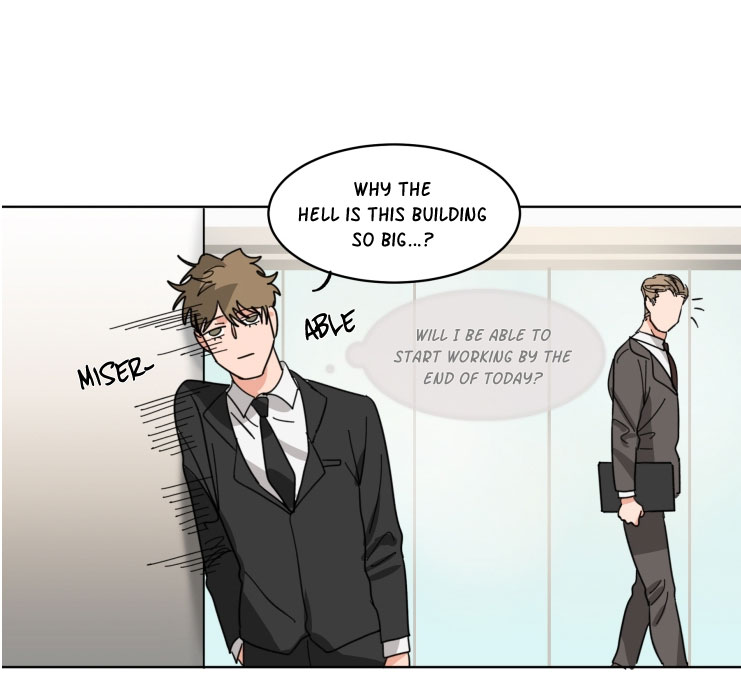 WHY THE
HELL IS THIS BUILDING
SO BIG...?
MISER-
ABLE
WILL I BE ABLE TO
START WORKING BY THE
END OF TODAY?